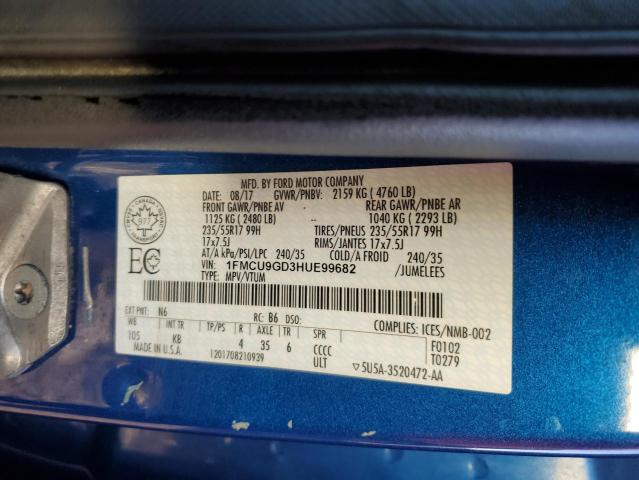 MFD. BY FORD MOTOR COMPANY
DATE: 08/17 GVWR/PNBV: 2159 KG ( 4760 LB)
FRONT GAWR/PNBE AV -- REAR GAWR/PNBE AR
1125 KG ( 2480 LB) -- 1040 KG ( 2293 LB)
235/55R17 99H TIRES/PNEUS 235/55R17 99H
17x7.5J RIMS/JANTES 17x7.5J
AT/A kPa/PSI/LPC 240/35 COLD/A FROID 240/35
VIN: 1FMCU9GD3HUE99682 /JUMELEES
TYPE: MPV/VTUM
CANADA
977
EC
EXT PNT: N6 RC: B6 DSO: COMPLIES: ICES/NMB-002
WB INT TR TP/PS R AXLE TR SPR F0102
105 KB 4 35 6 CCCC T0279
MADE IN U.S.A. 1201708210939 ULT ▽5U5A-3520472-AA